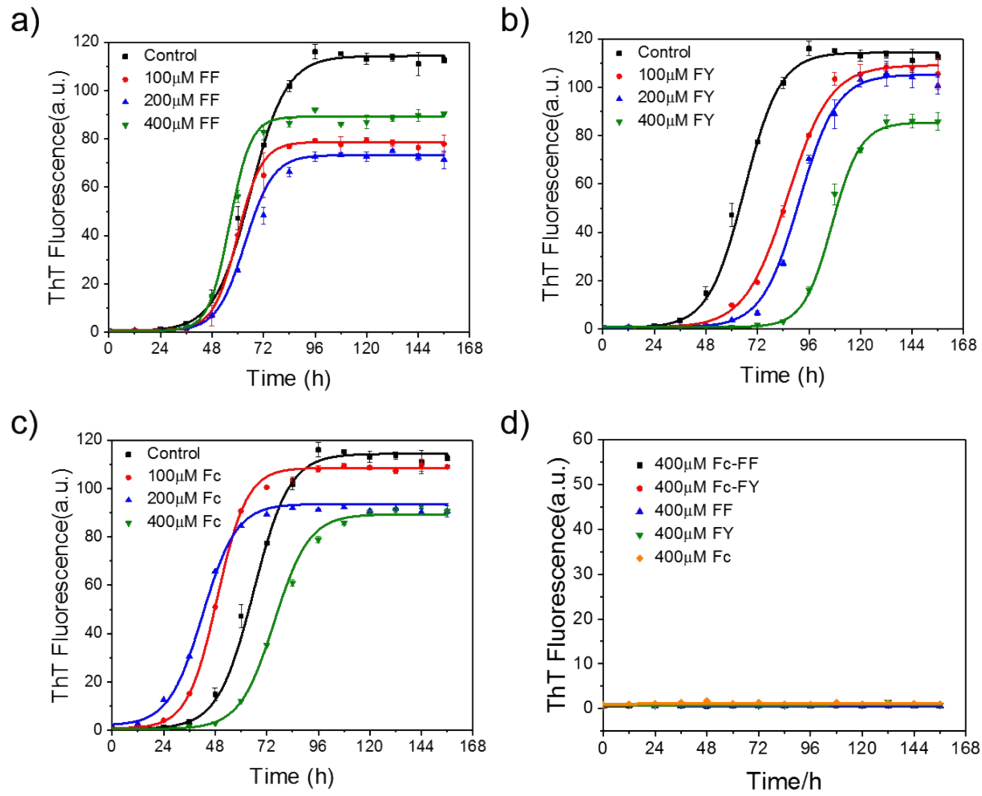 a)
120
100
80
60
40
20
0
ThT Fluorescence(a.u.)
Control
100μM FF
200μM FF
400μM FF
0 24 48 72 96 120 144 168
Time (h)
b)
120
100
80
60
40
20
0
ThT Fluorescence(a.u.)
Control
100μM FY
200μM FY
400μM FY
0 24 48 72 96 120 144 168
Time (h)
c)
120
100
80
60
40
20
0
ThT Fluorescence(a.u.)
Control
100μM Fc
200μM Fc
400μM Fc
0 24 48 72 96 120 144 168
Time (h)
d)
60
50
40
30
20
10
0
ThT Fluorescence(a.u.)
400μM Fc-FF
400μM Fc-FY
400μM FF
400μM FY
400μM Fc
0 24 48 72 96 120 144 168
Time/h